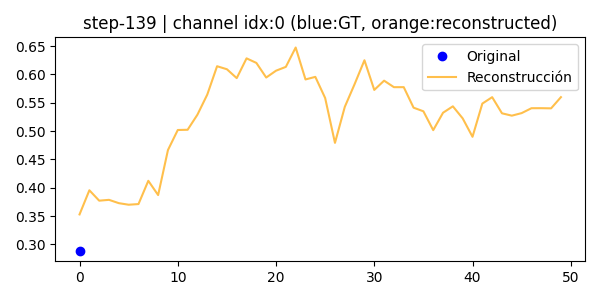 step-139 | channel idx:0 (blue:GT, orange:reconstructed)
0.65
0.60
0.55
0.50
0.45
0.40
0.35
0.30
Original
Reconstrucción
0 10 20 30 40 50